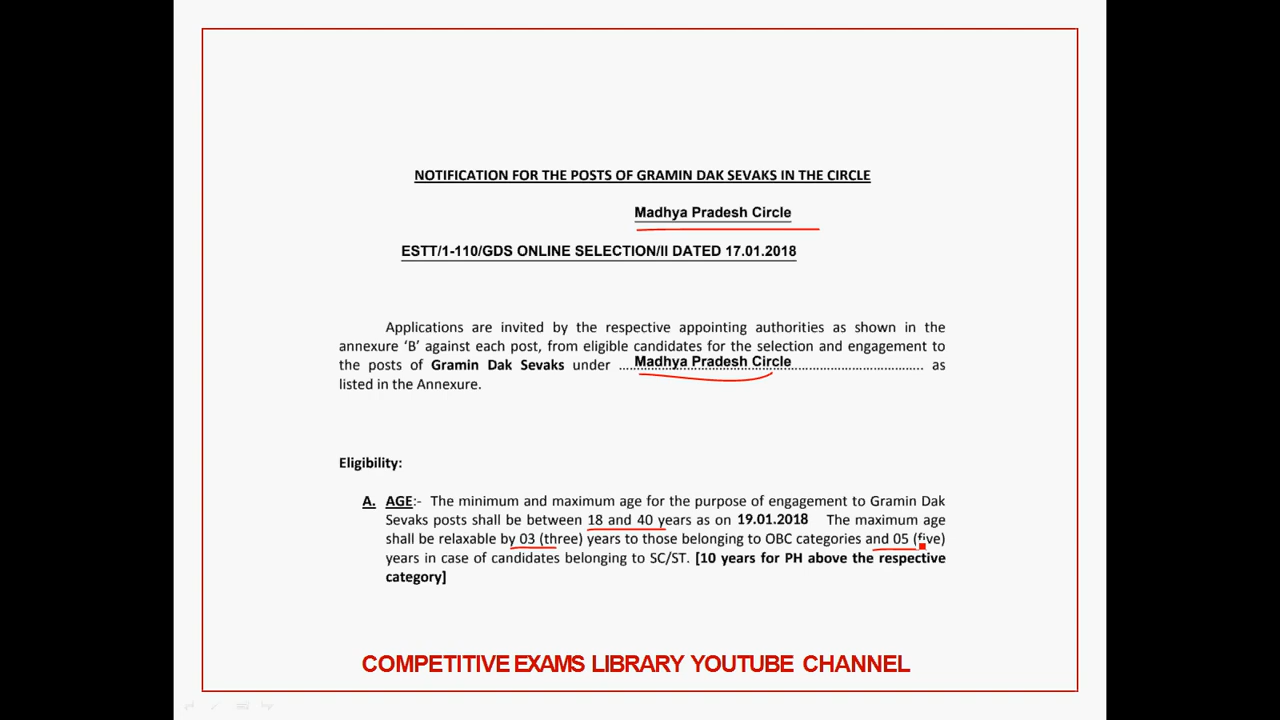 NOTIFICATION FOR THE POSTS OF GRAMIN DAK SEVAKS IN THE CIRCLE
Madhya Pradesh Circle
ESTT/1-110/GDS ONLINE SELECTION/II DATED 17.01.2018
Applications are invited by the respective appointing authorities as shown in the
annexure ‘B’ against each post, from eligible candidates for the selection and engagement to
the posts of Gramin Dak Sevaks under ....Madhya Pradesh Circle........................................ as
listed in the Annexure.
Eligibility:
A. AGE:- The minimum and maximum age for the purpose of engagement to Gramin Dak
Sevaks posts shall be between 18 and 40 years as on 19.01.2018 The maximum age
shall be relaxable by 03 (three) years to those belonging to OBC categories and 05 (five)
years in case of candidates belonging to SC/ST. [10 years for PH above the respective
category]
COMPETITIVE EXAMS LIBRARY YOUTUBE CHANNEL